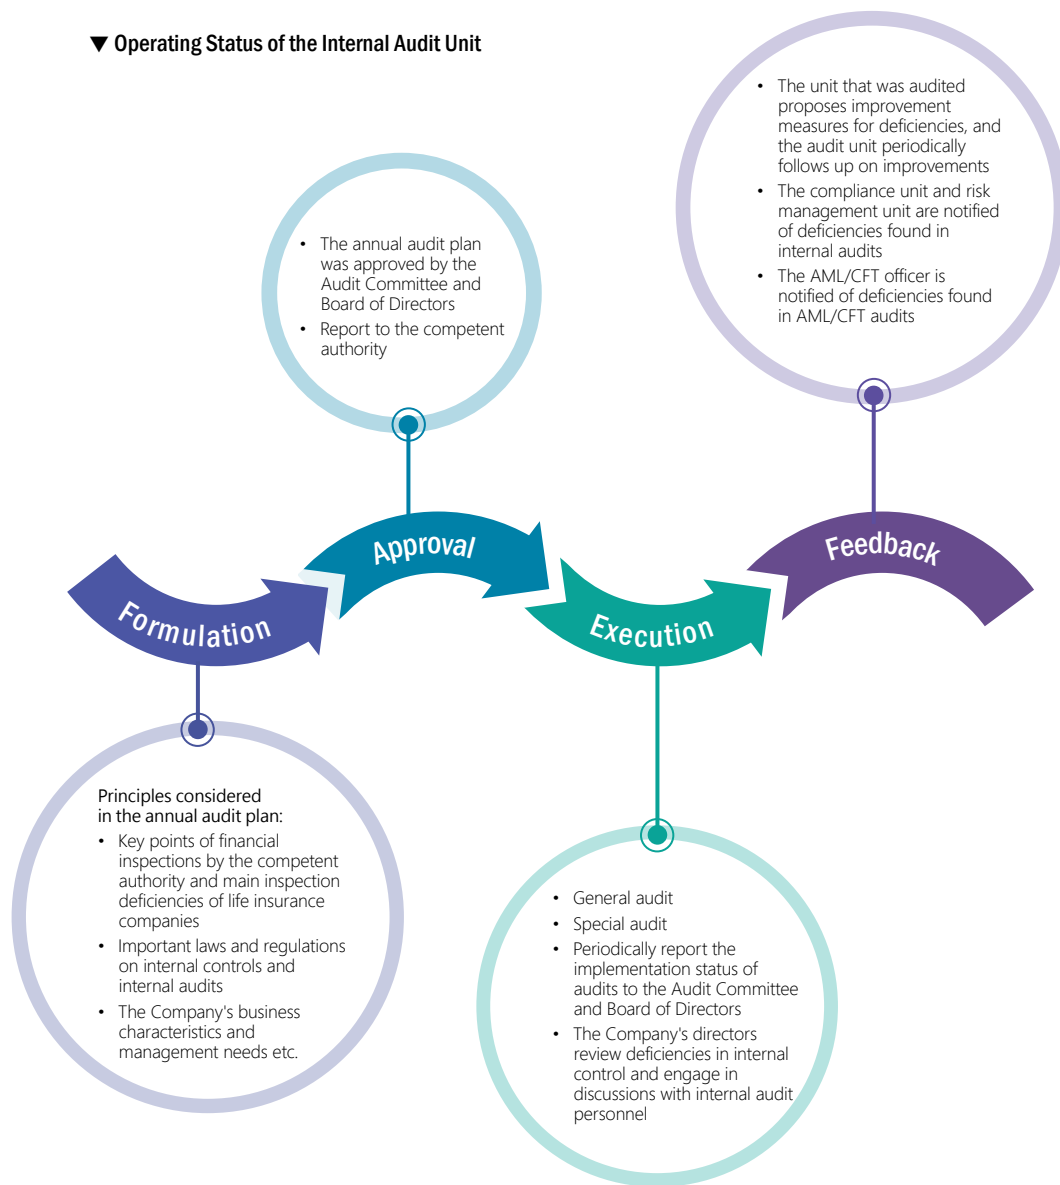 ▼ Operating Status of the Internal Audit Unit
• The unit that was audited
proposes improvement
measures for deficiencies, and
the audit unit periodically
follows up on improvements
• The compliance unit and risk
management unit are notified
of deficiencies found in
internal audits
• The AML/CFT officer is
notified of deficiencies found
in AML/CFT audits
• The annual audit plan
was approved by the
Audit Committee and
Board of Directors
• Report to the competent
authority
Formulation
Approval
Execution
Feedback
Principles considered
in the annual audit plan:
• Key points of financial
inspections by the competent
authority and main inspection
deficiencies of life insurance
companies
• Important laws and regulations
on internal controls and
internal audits
• The Company's business
characteristics and
management needs etc.
• General audit
• Special audit
• Periodically report the
implementation status of
audits to the Audit Committee
and Board of Directors
• The Company's directors
review deficiencies in internal
control and engage in
discussions with internal audit
personnel